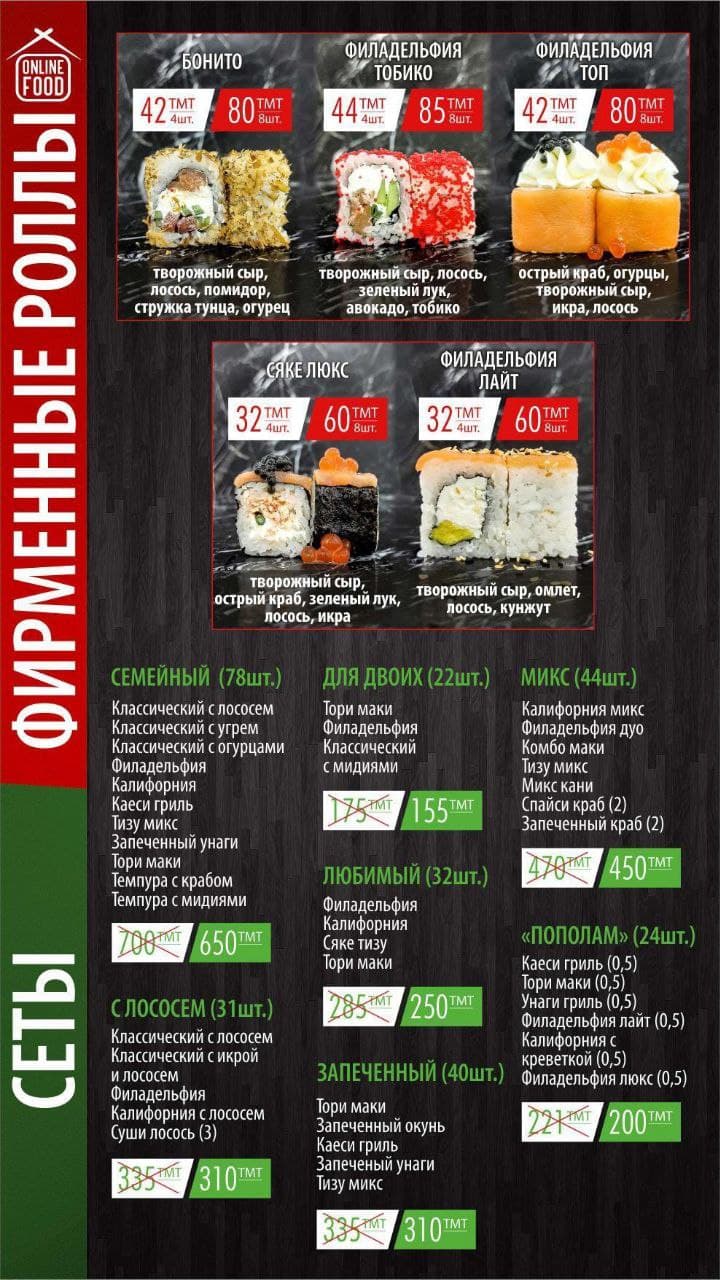 ONLINE
FOOD
ФИРМЕННЫЕ РОЛЛЫ
БОНИТО
42 ТМТ 4шт.
80 ТМТ 8шт.
творожный сыр,
лосось, помидор,
стружка тунца, огурец
ФИЛАДЕЛЬФИЯ
ТОБИКО
44 ТМТ 4шт.
85 ТМТ 8шт.
творожный сыр, лосось,
зеленый лук,
авокадо, тобико
ФИЛАДЕЛЬФИЯ
ТОП
42 ТМТ 4шт.
80 ТМТ 8шт.
острый краб, огурцы,
творожный сыр,
икра, лосось
СЯКЕ ЛЮКС
32 ТМТ 4шт.
60 ТМТ 8шт.
творожный сыр,
острый краб, зеленый лук,
лосось, икра
ФИЛАДЕЛЬФИЯ
ЛАЙТ
32 ТМТ 4шт.
60 ТМТ 8шт.
творожный сыр, омлет,
лосось, кунжут
СЕТЫ
СЕМЕЙНЫЙ (78шт.)
Классический с лососем
Классический с угрем
Классический с огурцами
Филадельфия
Калифорния
Каеси гриль
Тизу микс
Запеченный унаги
Тори маки
Темпура с крабом
Темпура с мидиями
700 ТМТ
650 ТМТ
С ЛОСОСЕМ (31шт.)
Классический с лососем
Классический с икрой
и лососем
Филадельфия
Калифорния с лососем
Суши лосось (3)
335 ТМТ
310 ТМТ
ДЛЯ ДВОИХ (22шт.)
Тори маки
Филадельфия
Классический
с мидиями
175 ТМТ
155 ТМТ
ЛЮБИМЫЙ (32шт.)
Филадельфия
Калифорния
Сяке тизу
Тори маки
285 ТМТ
250 ТМТ
ЗАПЕЧЕННЫЙ (40шт.)
Тори маки
Запеченный окунь
Каеси гриль
Запеченый унаги
Тизу микс
335 ТМТ
310 ТМТ
МИКС (44шт.)
Калифорния микс
Филадельфия дуо
Комбо маки
Тизу микс
Микс кани
Спайси краб (2)
Запеченный краб (2)
470 ТМТ
450 ТМТ
«ПОПОЛАМ» (24шт.)
Каеси гриль (0,5)
Тори маки (0,5)
Унаги гриль (0,5)
Филадельфия лайт (0,5)
Калифорния с
креветкой (0,5)
Филадельфия люкс (0,5)
221 ТМТ
200 ТМТ